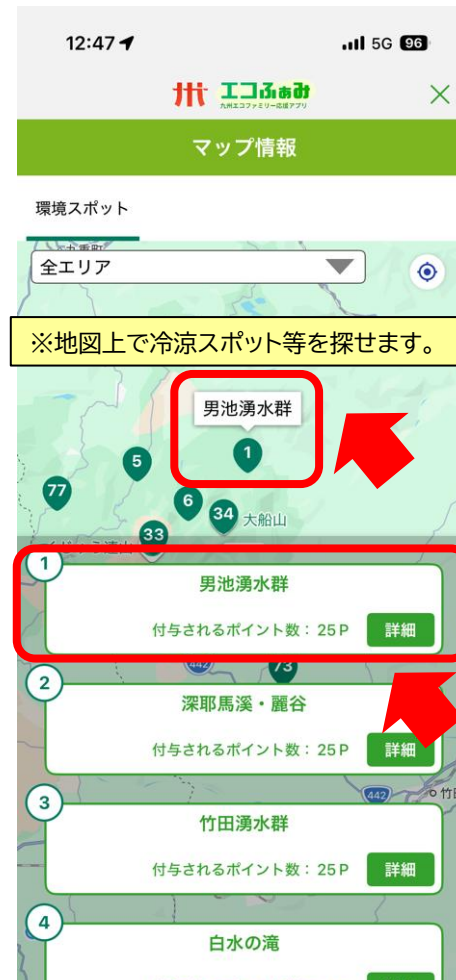 12:47
5G 96
エコふぁみ
九州エコファミリー応援アプリ
マップ情報
環境スポット
全エリア
※地図上で冷涼スポット等を探せます。
男池湧水群
1
5
77
6
34
大船山
33
1
男池湧水群
付与されるポイント数：25P
詳細
442
73
2
深耶馬溪・麗谷
付与されるポイント数：25P
詳細
442
3
竹田湧水群
付与されるポイント数：25P
詳細
4
白水の滝